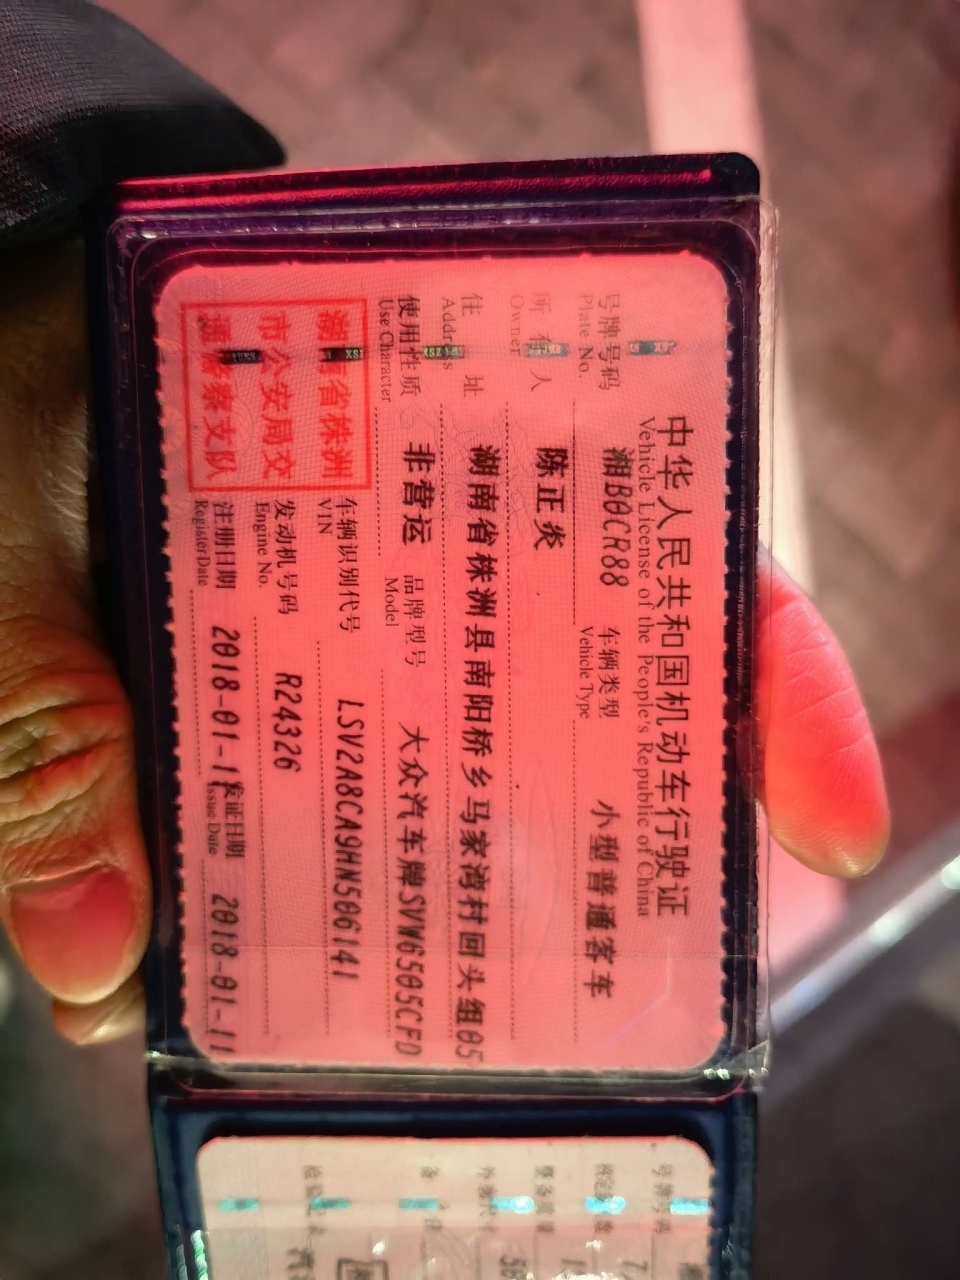 中华人民共和国机动车行驶证
Vehicle License of the People's Republic of China
号牌号码 湘B0CR88 车辆类型 小型普通客车
Plate No. Vehicle Type
所有人 陈正类
Owner
住址 湖南省株洲县南阳桥乡马家湾村回头组05
Address
使用性质 非营运 品牌型号 大众汽车牌SVW6505CFD
Use Character Model
湖南省株洲
市公安局交
通警察支队
车辆识别代号 LSV2A8CA9HN506141
VIN
发动机号码 R24326
Engine No.
注册日期 2018-01-11 发证日期 2018-01-11
Register Date Issue Date
号牌号码